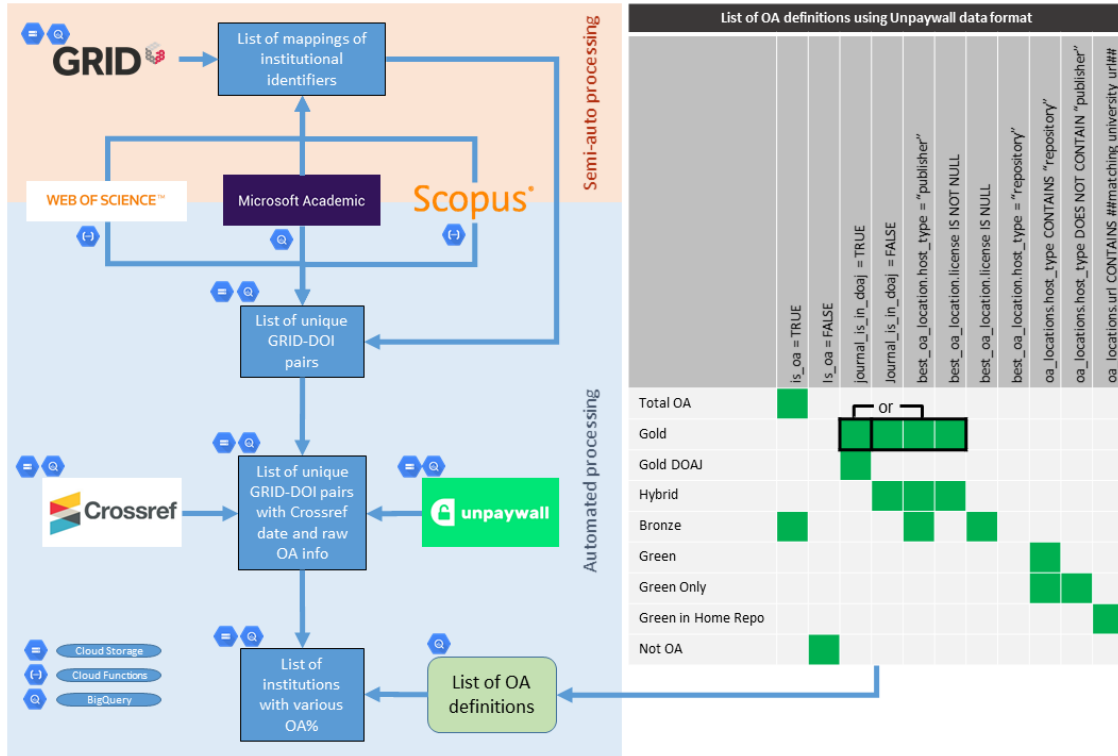 GRID
List of mappings of
institutional
identifiers
Semi-auto processing
WEB OF SCIENCE™
Microsoft Academic
Scopus®
List of unique
GRID-DOI
pairs
Automated processing
Crossref
List of unique
GRID-DOI pairs
with Crossref
date and raw
OA info
unpaywall
Cloud Storage
Cloud Functions
BigQuery
List of
institutions
with various
OA%
List of OA
definitions
List of OA definitions using Unpaywall data format
is_oa = TRUE
Is_oa = FALSE
journal_is_in_doaj = TRUE
Journal_is_in_doaj = FALSE
best_oa_location.host_type = "publisher"
best_oa_location.license IS NOT NULL
best_oa_location.license IS NULL
best_oa_location.host_type = "repository"
oa_locations.host_type CONTAINS "repository"
oa_locations.host_type DOES NOT CONTAIN "publisher"
oa_locations.url CONTAINS ##matching university url##
Total OA
or
Gold
Gold DOAJ
Hybrid
Bronze
Green
Green Only
Green in Home Repo
Not OA